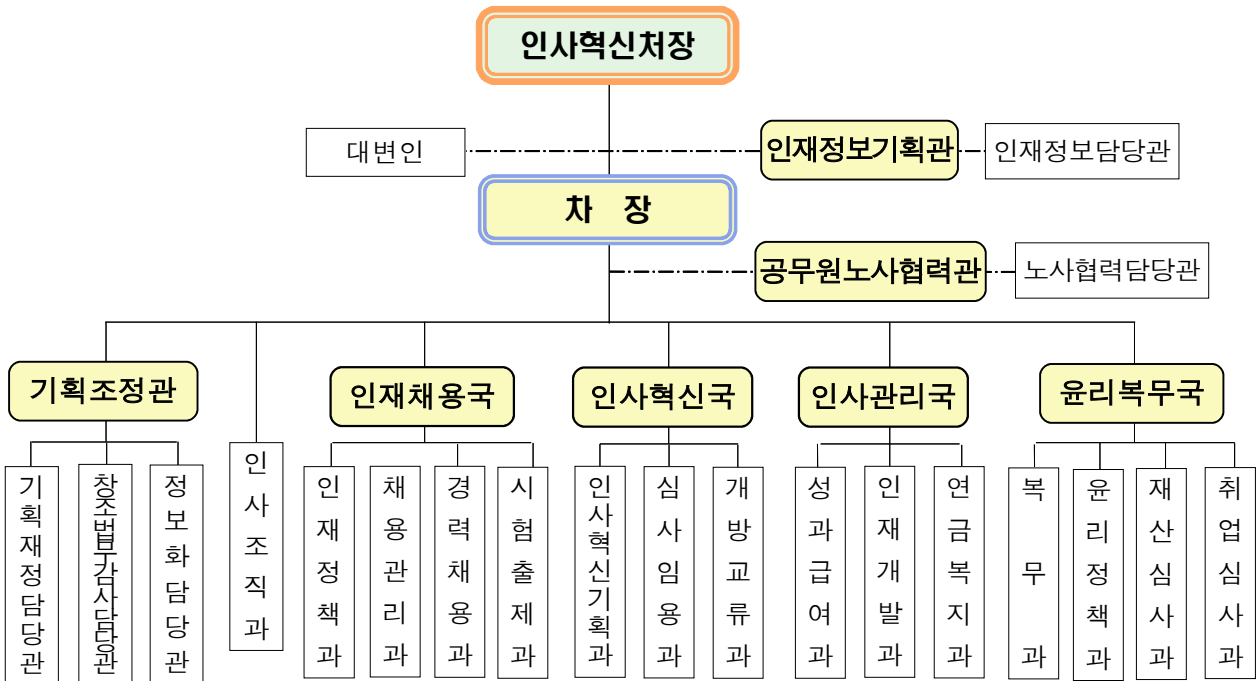 인사혁신처장
대변인
인재정보기획관
인재정보담당관
차 장
공무원노사협력관
노사협력담당관
기획조정관
인재채용국
인사혁신국
인사관리국
윤리복무국
기획재정담당관
창조법무감사담당관
정보화담당관
인사조직과
인재정책과
채용관리과
경력채용과
시험출제과
인사혁신기획과
심사임용과
개방교류과
성과급여과
인재개발과
연금복지과
복무과
윤리정책과
재산심사과
취업심사과